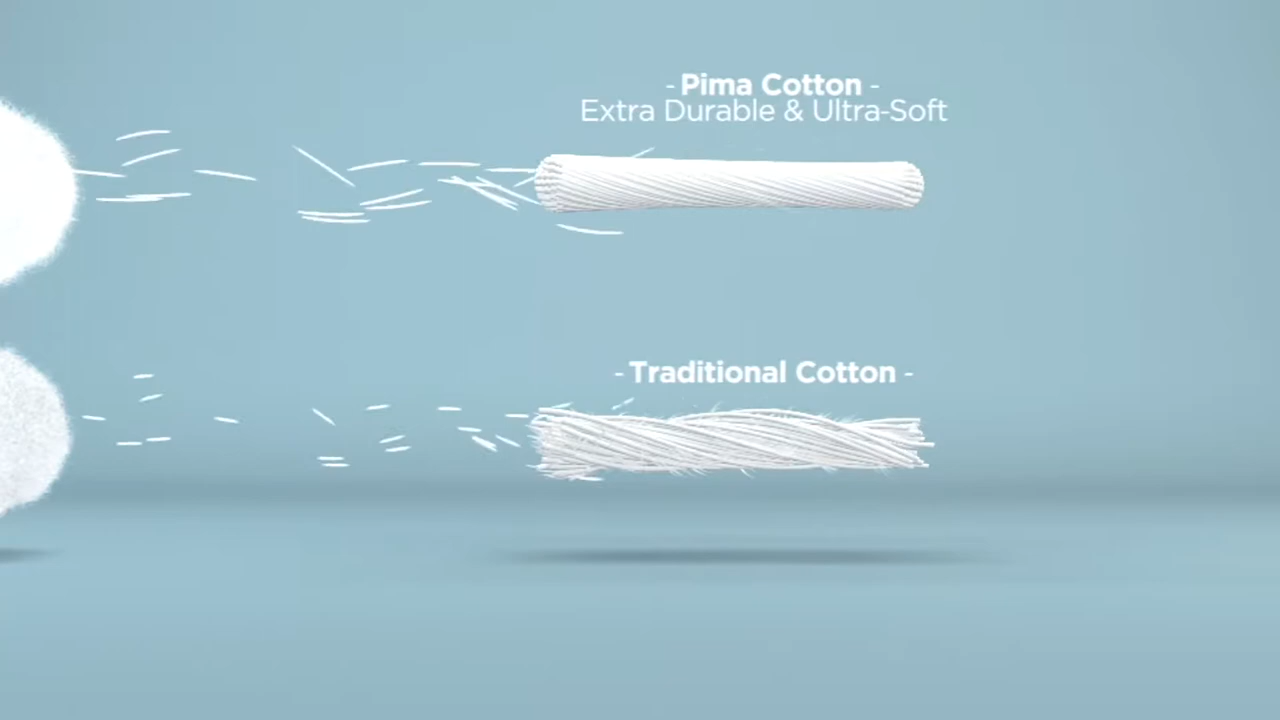 - Pima Cotton -
Extra Durable & Ultra-Soft
- Traditional Cotton -